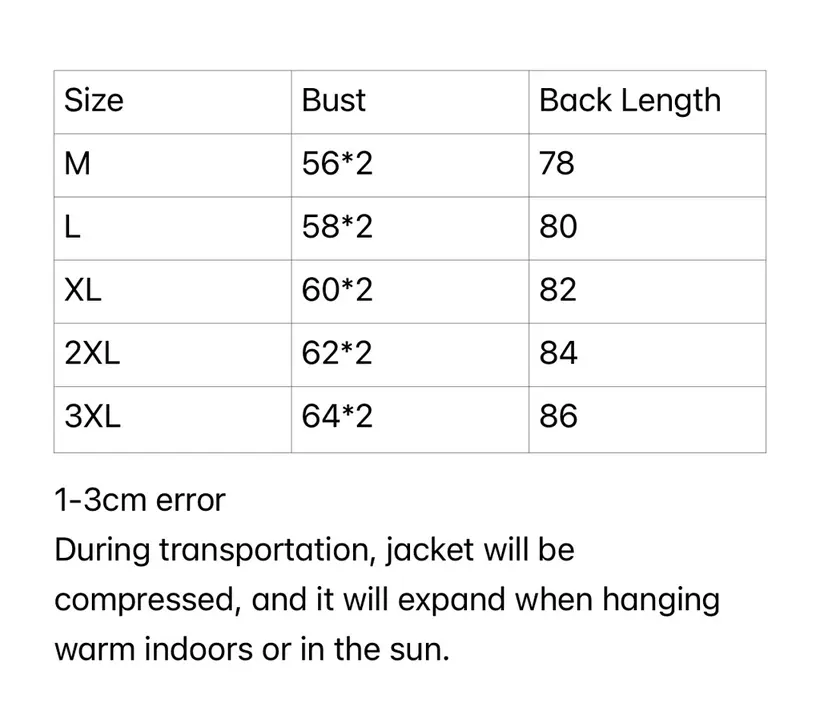 Size Bust Back Length
M 56*2 78
L 58*2 80
XL 60*2 82
2XL 62*2 84
3XL 64*2 86
1-3cm error
During transportation, jacket will be
compressed, and it will expand when hanging
warm indoors or in the sun.